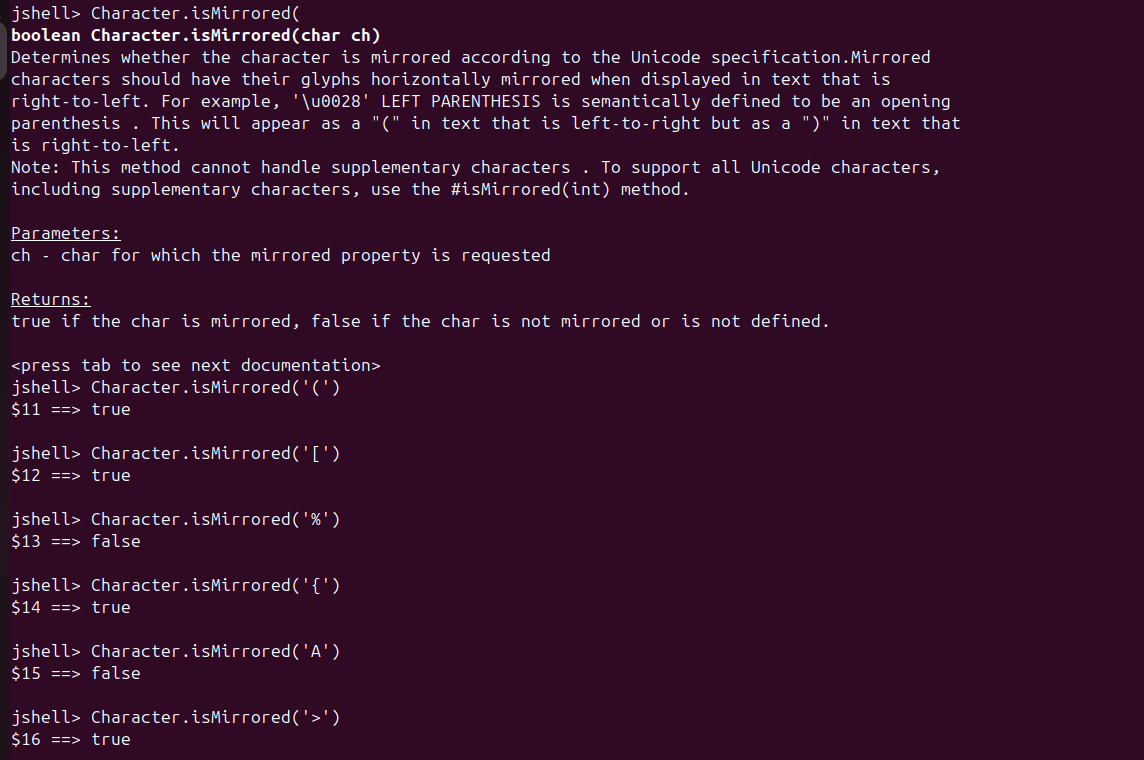 jshell> Character.isMirrored(
boolean Character.isMirrored(char ch)
Determines whether the character is mirrored according to the Unicode specification.Mirrored
characters should have their glyphs horizontally mirrored when displayed in text that is
right-to-left. For example, '\u0028' LEFT PARENTHESIS is semantically defined to be an opening
parenthesis . This will appear as a "(" in text that is left-to-right but as a ")" in text that
is right-to-left.
Note: This method cannot handle supplementary characters . To support all Unicode characters,
including supplementary characters, use the #isMirrored(int) method.

Parameters:
ch - char for which the mirrored property is requested

Returns:
true if the char is mirrored, false if the char is not mirrored or is not defined.

<press tab to see next documentation>
jshell> Character.isMirrored('(')
$11 ==> true

jshell> Character.isMirrored('[')
$12 ==> true

jshell> Character.isMirrored('%')
$13 ==> false

jshell> Character.isMirrored('{')
$14 ==> true

jshell> Character.isMirrored('A')
$15 ==> false

jshell> Character.isMirrored('>')
$16 ==> true